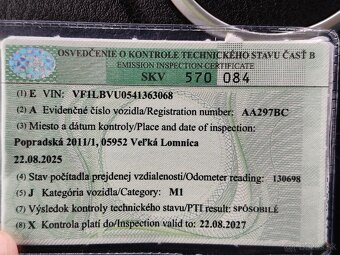 OSVEDČENIE O KONTROLE TECHNICKÉHO STAVU ČASŤ B
EMISSION INSPECTION CERTIFICATE
SKV 570 084
(1) E VIN: VF1LBVU0541363068
(2) A Evidenčné číslo vozidla/Registration number: AA297BC
(3) Miesto a dátum kontroly/Place and date of inspection:
Popradská 2011/1, 05952 Veľká Lomnica
22.08.2025
(4) Stav počítadla prejdenej vzdialenosti/Odometer reading: 130698
(5) J Kategória vozidla/Category: M1
(7) Výsledok kontroly technického stavu/PTI result: SPÔSOBILÉ
(8) X Kontrola platí do/Inspection valid to: 22.08.2027